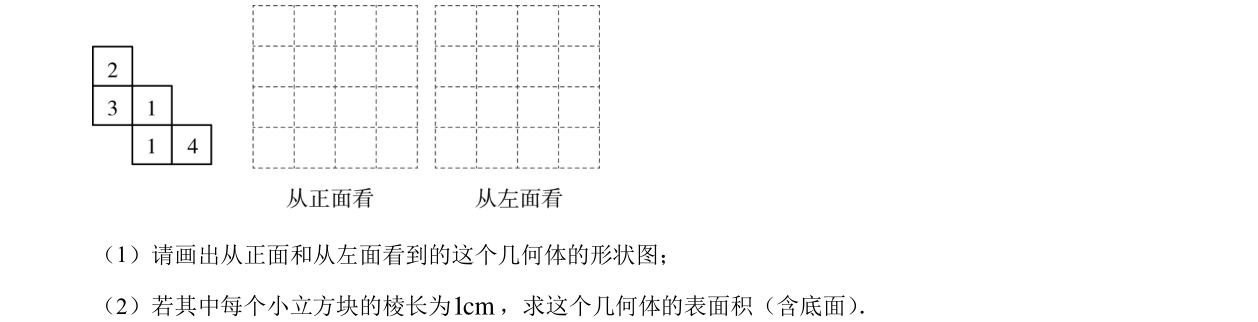 2
3 1
1 4
从正面看 从左面看
（1）请画出从正面和从左面看到的这个几何体的形状图；
（2）若其中每个小立方块的棱长为1cm，求这个几何体的表面积（含底面）．